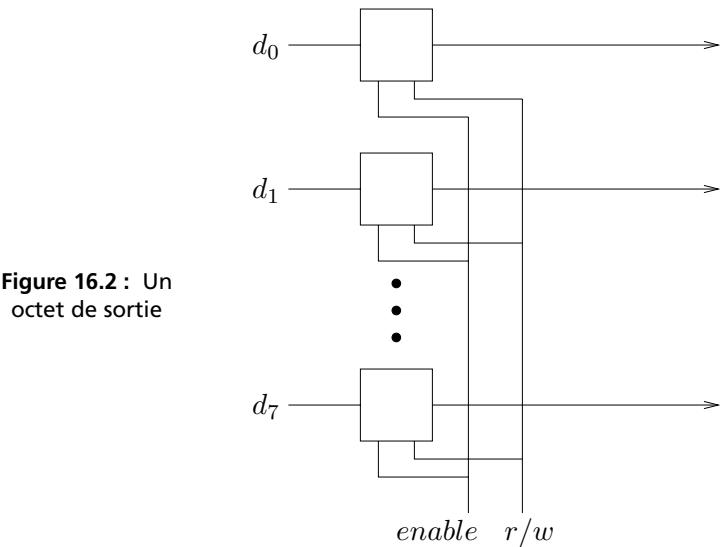 d₀
d₁
Figure 16.2 : Un
octet de sortie
d₇
enable r/w